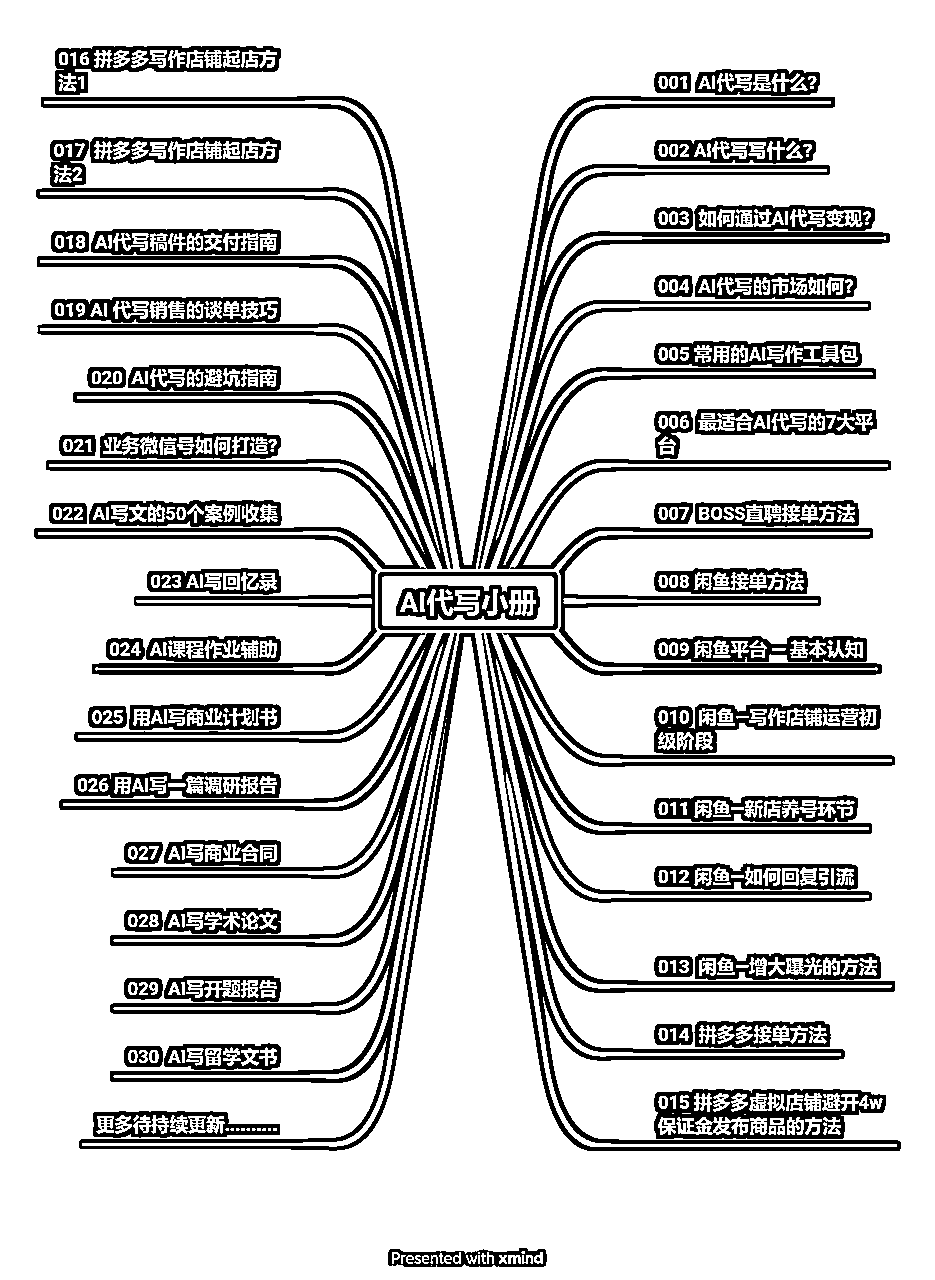 AI代写小册
001 AI代写是什么?
002 AI代写写什么?
003 如何通过AI代写变现?
004 AI代写的市场如何?
005 常用的AI写作工具包
006 最适合AI代写的7大平
台
007 BOSS直聘接单方法
008 闲鱼接单方法
009 闲鱼平台 — 基本认知
010 闲鱼—写作店铺运营初
级阶段
011 闲鱼—新店养号环节
012 闲鱼—如何回复引流
013 闲鱼—增大曝光的方法
014 拼多多接单方法
015 拼多多虚拟店铺避开4w
保证金发布商品的方法
016 拼多多写作店铺起店方
法1
017 拼多多写作店铺起店方
法2
018 AI代写稿件的交付指南
019 AI 代写销售的谈单技巧
020 AI代写的避坑指南
021 业务微信号如何打造?
022 AI写文的50个案例收集
023 AI写回忆录
024 AI课程作业辅助
025 用AI写商业计划书
026 用AI写一篇调研报告
027 AI写商业合同
028 AI写学术论文
029 AI写开题报告
030 AI写留学文书
更多待持续更新..........
Presented with xmind